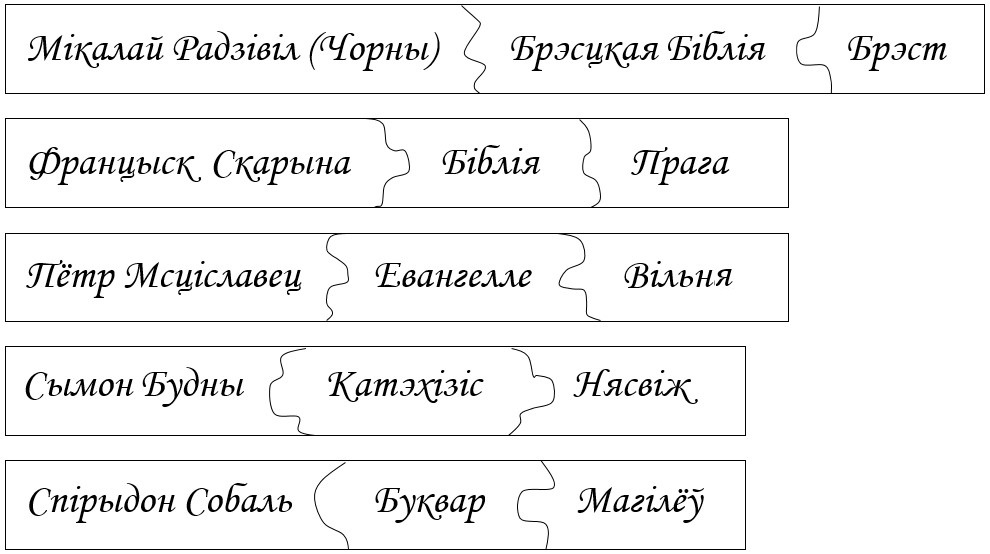 Мікалай Радзівіл (Чорны) Брэсцкая Біблія Брэст
Францыск Скарына Біблія Прага
Пётр Мсціславец Евангелле Вільня
Сымон Будны Катэхізіс Нясвіж
Спірыдон Собаль Буквар Магілёў